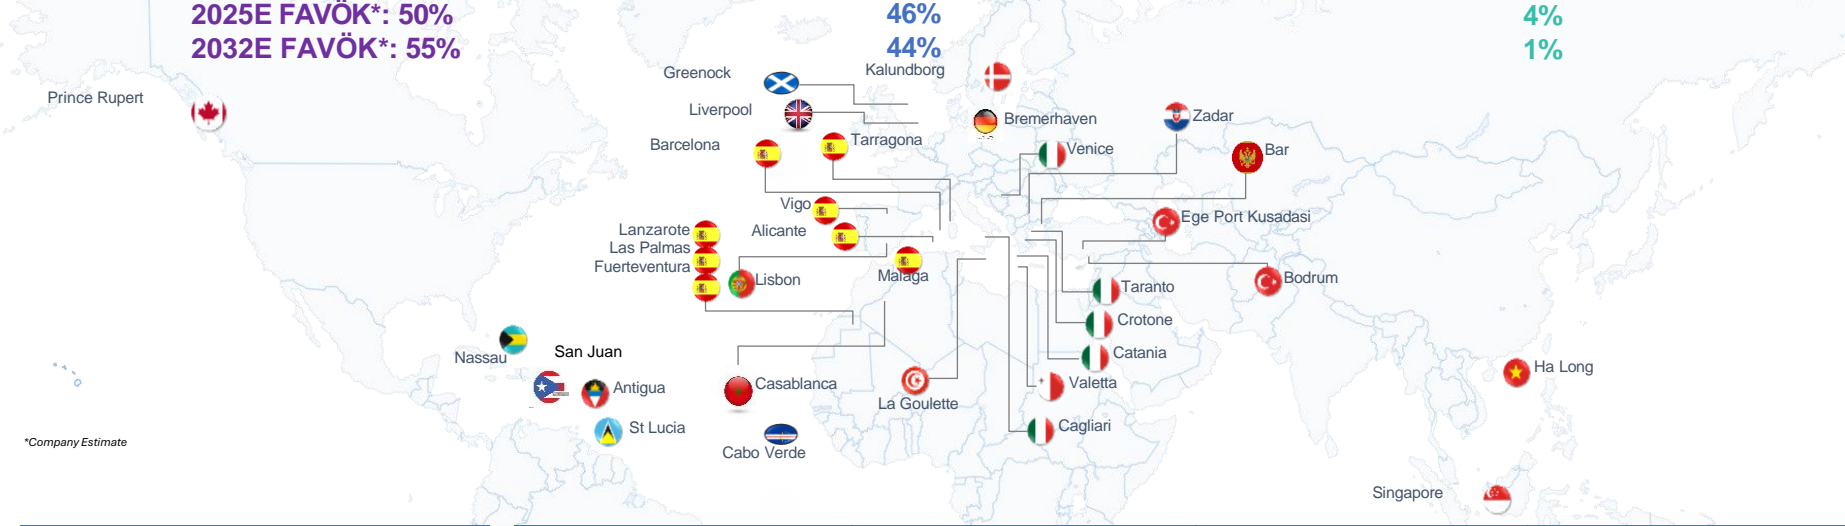 2025E FAVÖK*: 50%
46%
4%
2032E FAVÖK*: 55%
44%
1%
Greenock
Kalundborg
Prince Rupert
Liverpool
Bremerhaven
Zadar
Barcelona
Tarragona
Venice
Bar
Vigo
Ege Port Kusadasi
Lanzarote
Alicante
Las Palmas
Fuerteventura
Lisbon
Malaga
Bodrum
Taranto
Crotone
Nassau
San Juan
Catania
Ha Long
Antigua
Casablanca
Valetta
La Goulette
St Lucia
Cagliari
*Company Estimate
Cabo Verde
Singapore